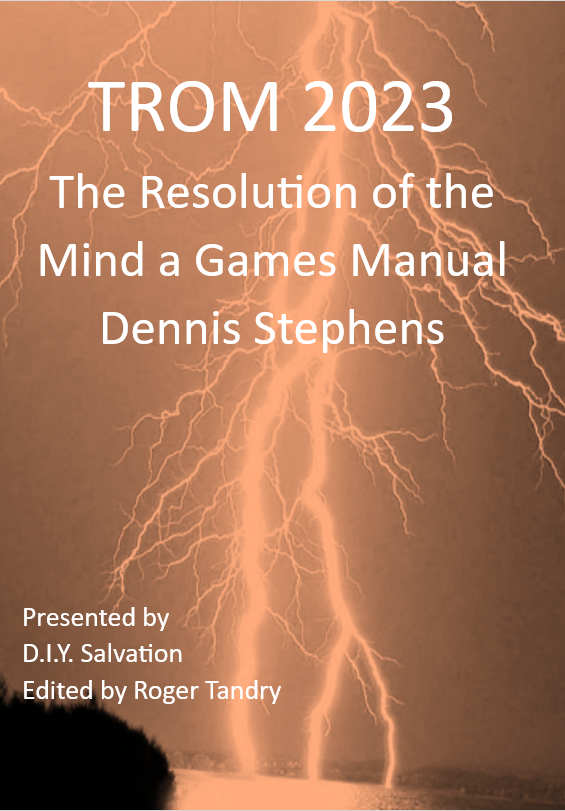 TROM 2023
The Resolution of the
Mind a Games Manual
Dennis Stephens
Presented by
D.I.Y. Salvation
Edited by Roger Tandry